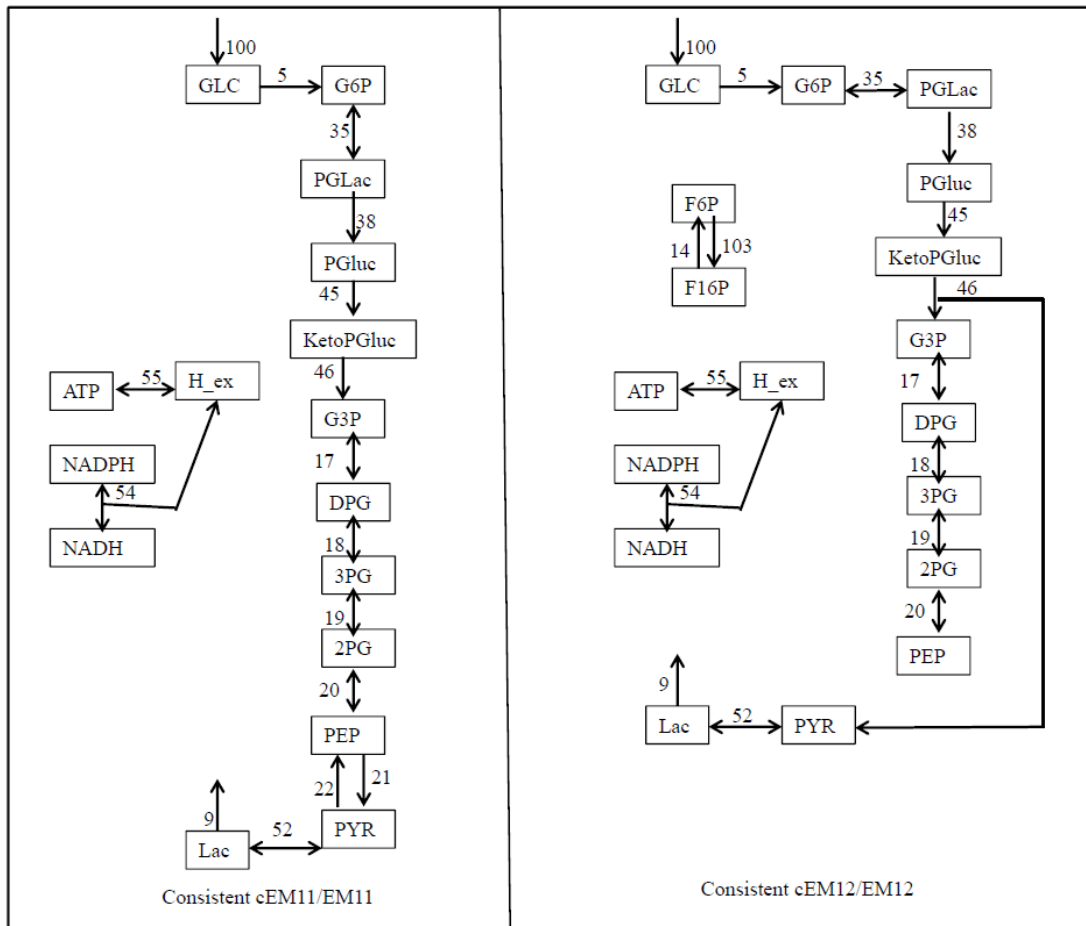 100
GLC
5
G6P
35
PGLac
38
PGluc
45
KetoPGluc
46
G3P
17
DPG
18
3PG
19
2PG
20
PEP
22
21
PYR
52
Lac
9
ATP
55
H_ex
NADPH
54
NADH
Consistent cEM11/EM11
100
GLC
5
G6P
35
PGLac
38
PGluc
45
KetoPGluc
46
G3P
17
DPG
18
3PG
19
2PG
20
PEP
F6P
14
103
F16P
ATP
55
H_ex
NADPH
54
NADH
9
Lac
52
PYR
Consistent cEM12/EM12